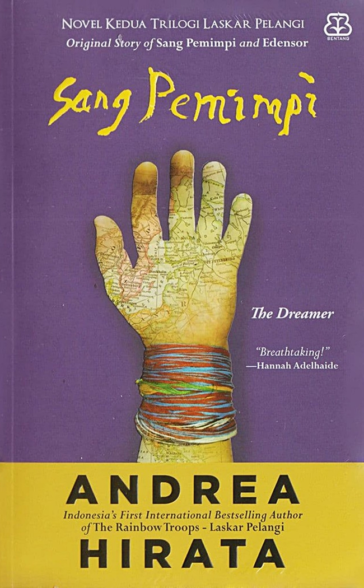 NOVEL KEDUA TRILOGI LASKAR PELANGI
Original Story of Sang Pemimpi and Edensor
BENTANG
Sang Pemimpi
The Dreamer
"Breathtaking!"
—Hannah Adelhaide
ANDREA
Indonesia's First International Bestselling Author
of The Rainbow Troops - Laskar Pelangi
HIRATA